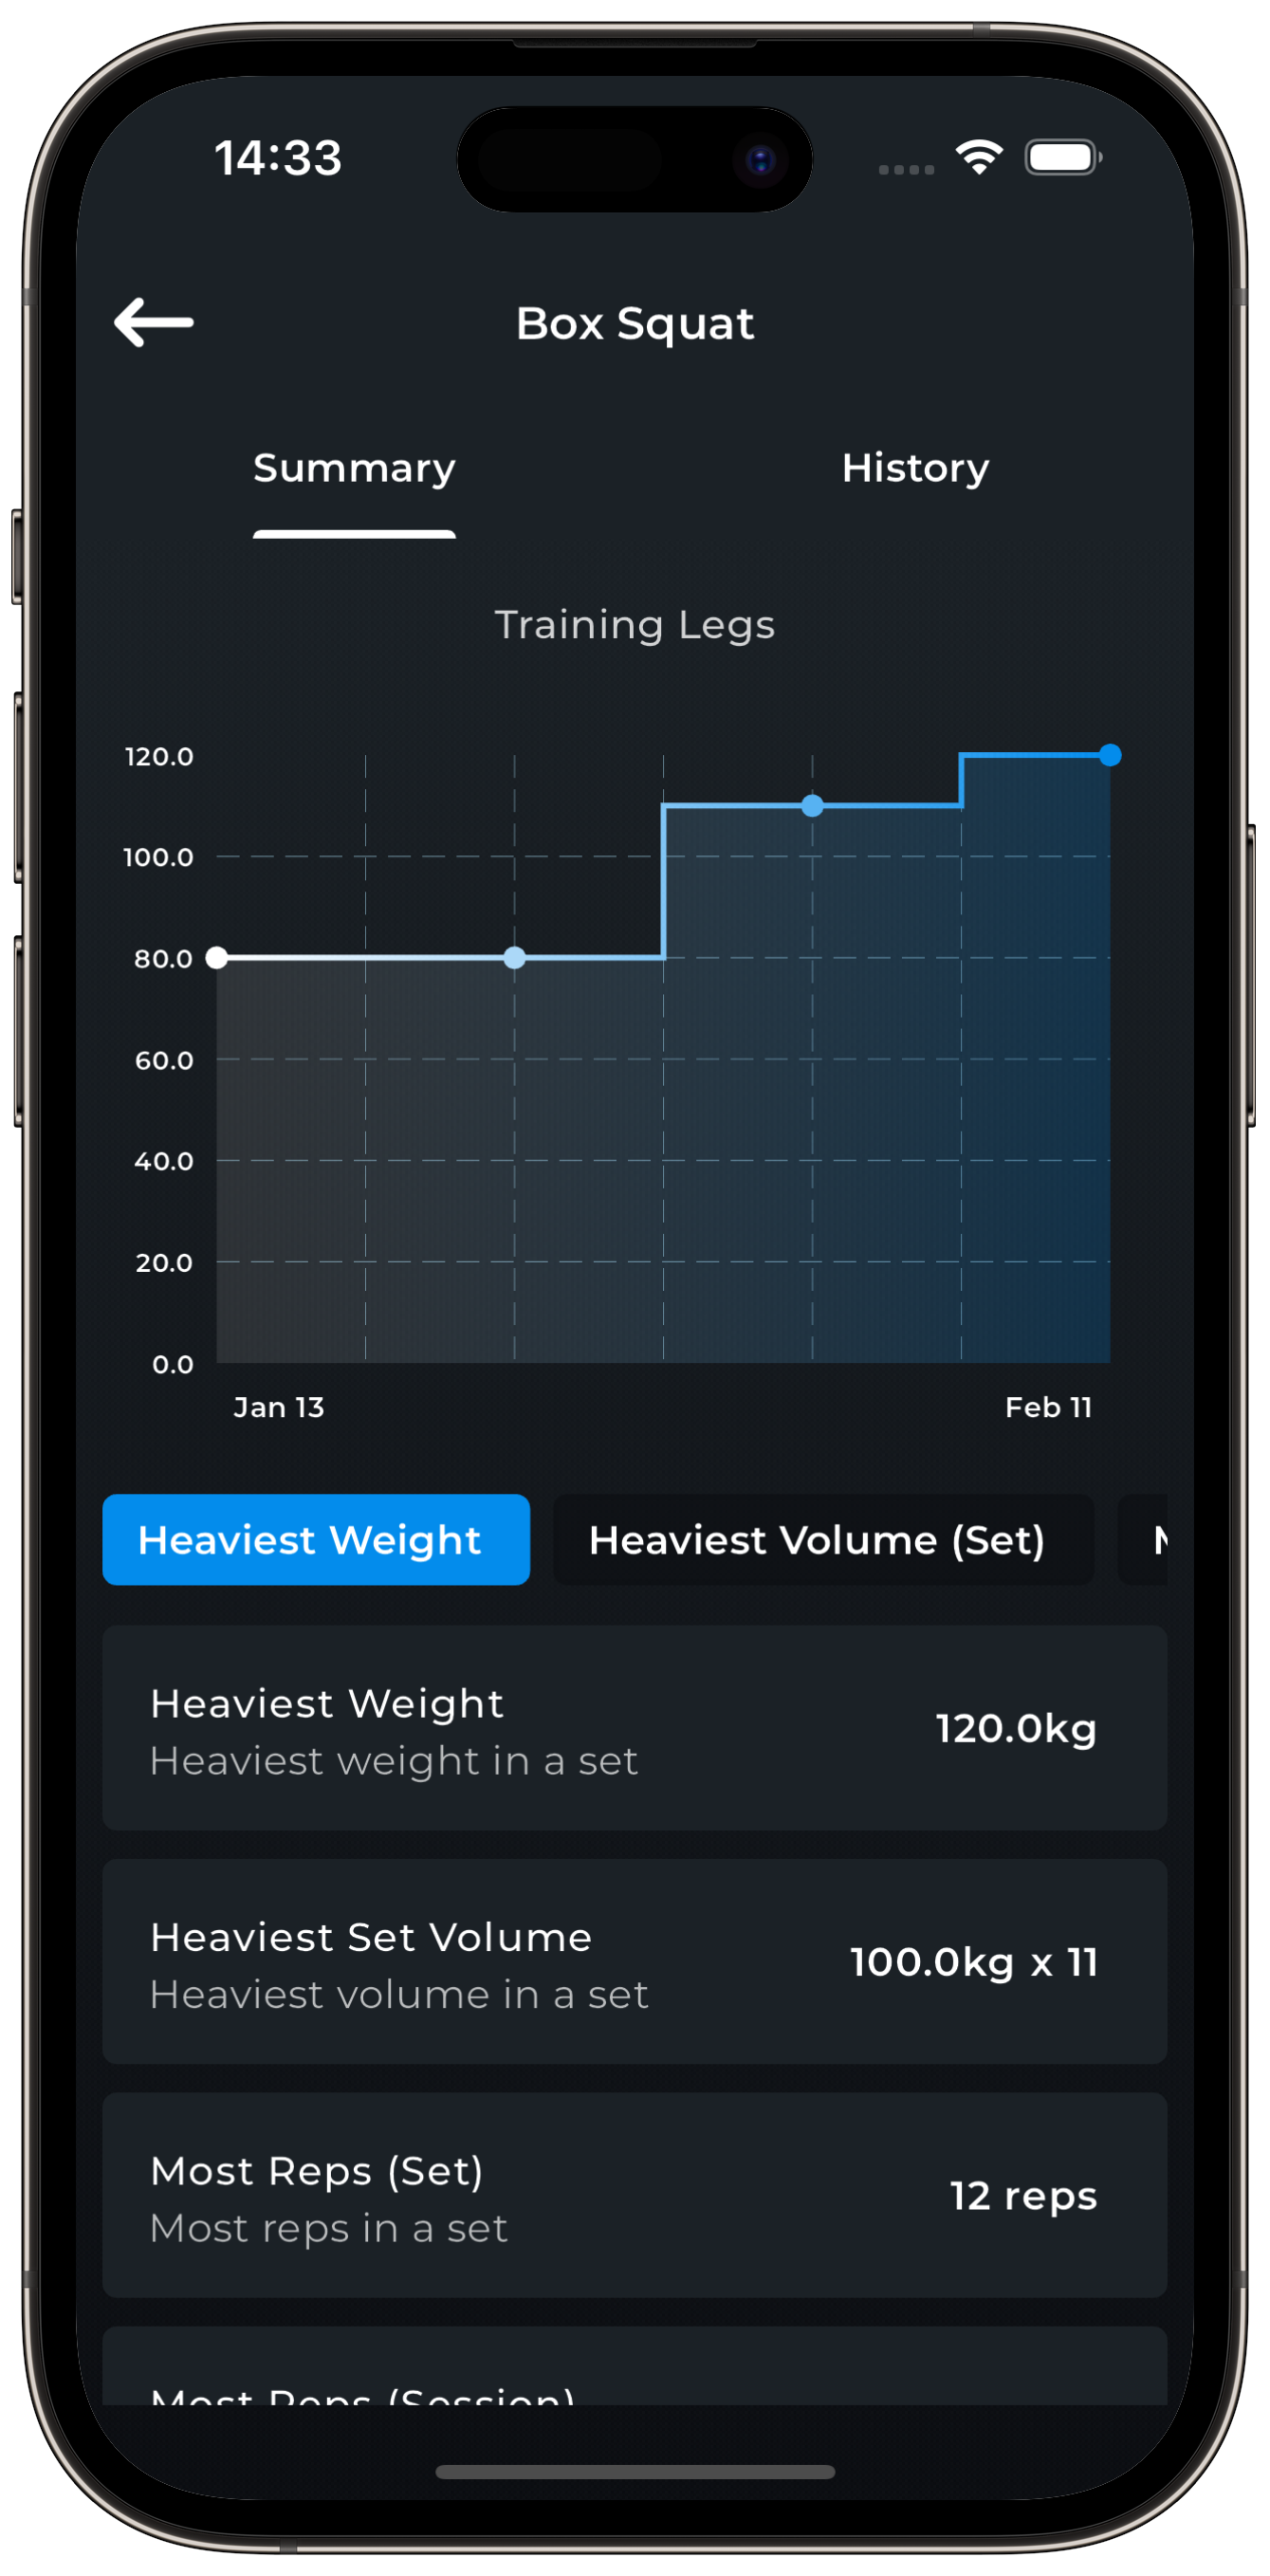 14:33
Box Squat
Summary
History
Training Legs
120.0
100.0
80.0
60.0
40.0
20.0
0.0
Jan 13
Feb 11
Heaviest Weight
Heaviest Volume (Set)
Heaviest Weight
120.0kg
Heaviest weight in a set
Heaviest Set Volume
100.0kg x 11
Heaviest volume in a set
Most Reps (Set)
12 reps
Most reps in a set
Most Reps (Session)